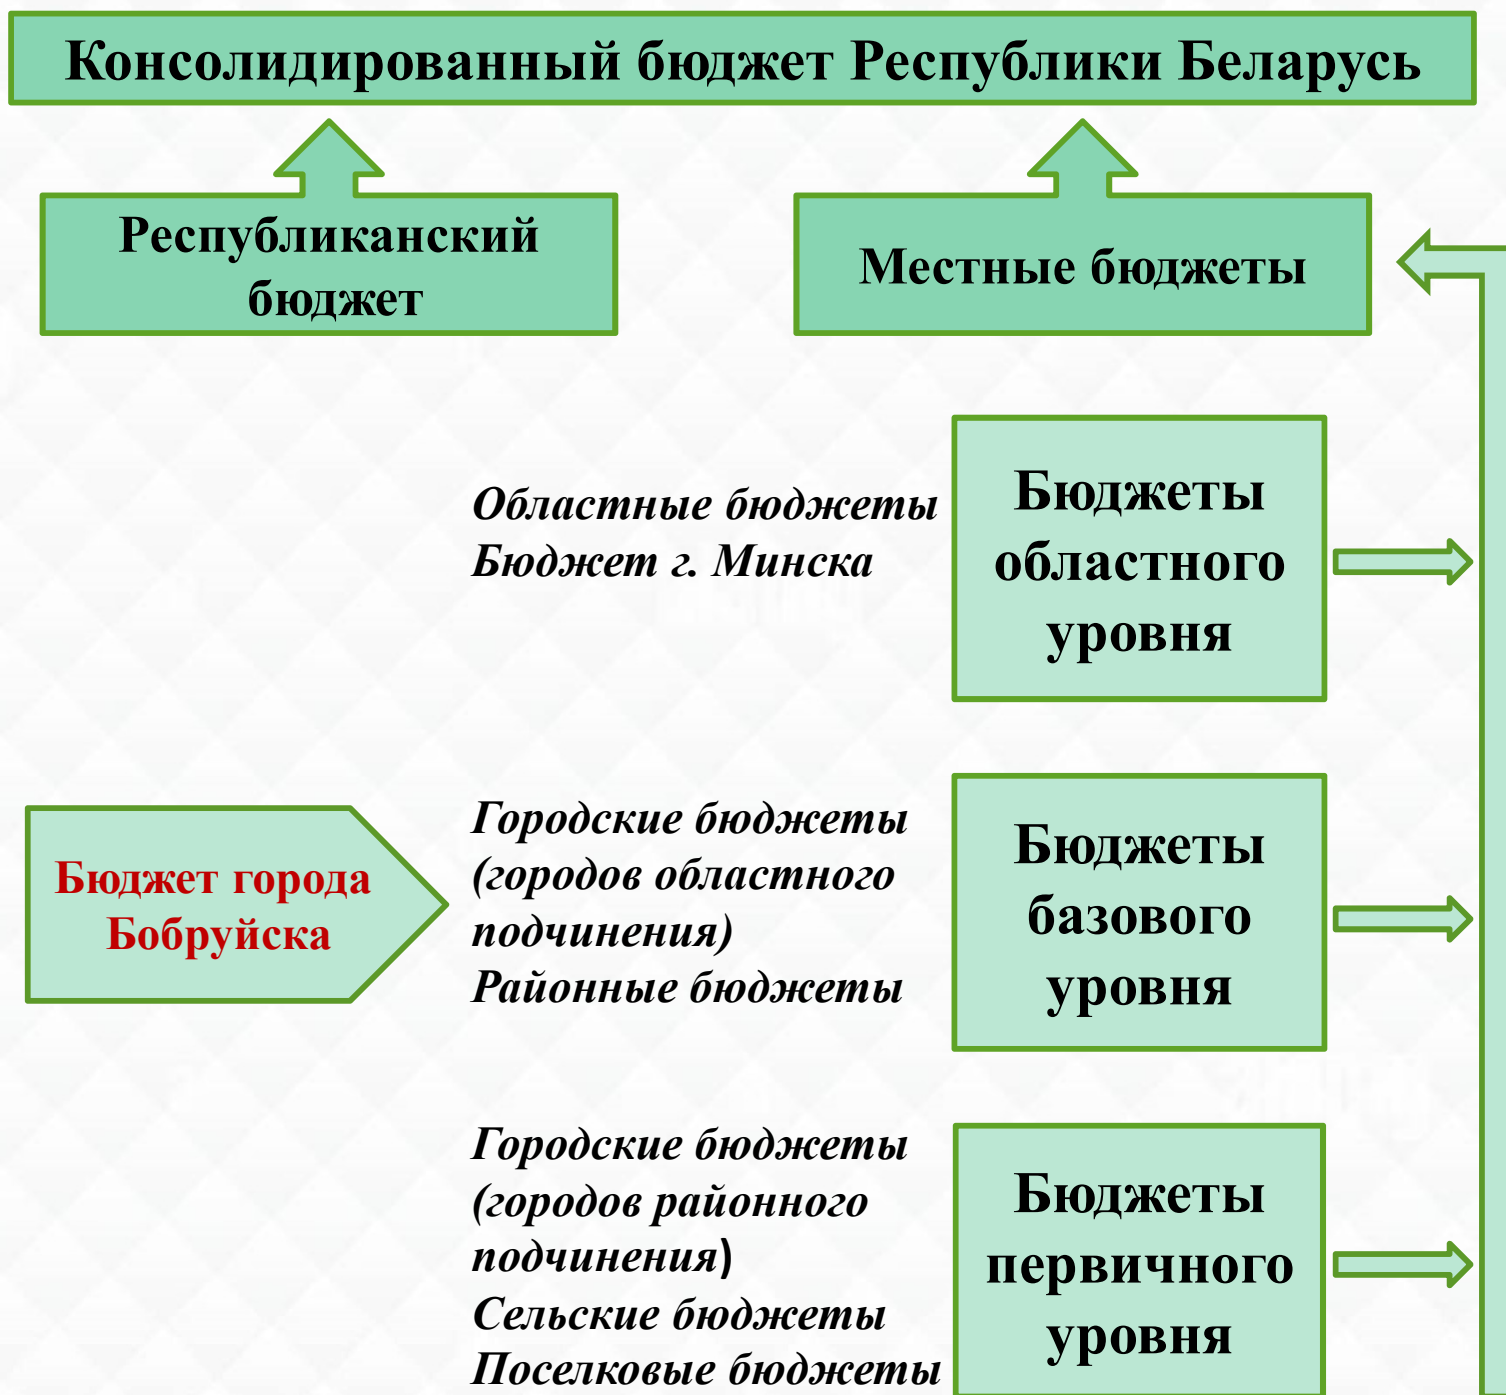 Консолидированный бюджет Республики Беларусь
Республиканский
бюджет
Местные бюджеты
Областные бюджеты
Бюджет г. Минска
Бюджеты
областного
уровня
Бюджет города
Бобруйска
Городские бюджеты
(городов областного
подчинения)
Районные бюджеты
Бюджеты
базового
уровня
Городские бюджеты
(городов районного
подчинения)
Сельские бюджеты
Поселковые бюджеты
Бюджеты
первичного
уровня